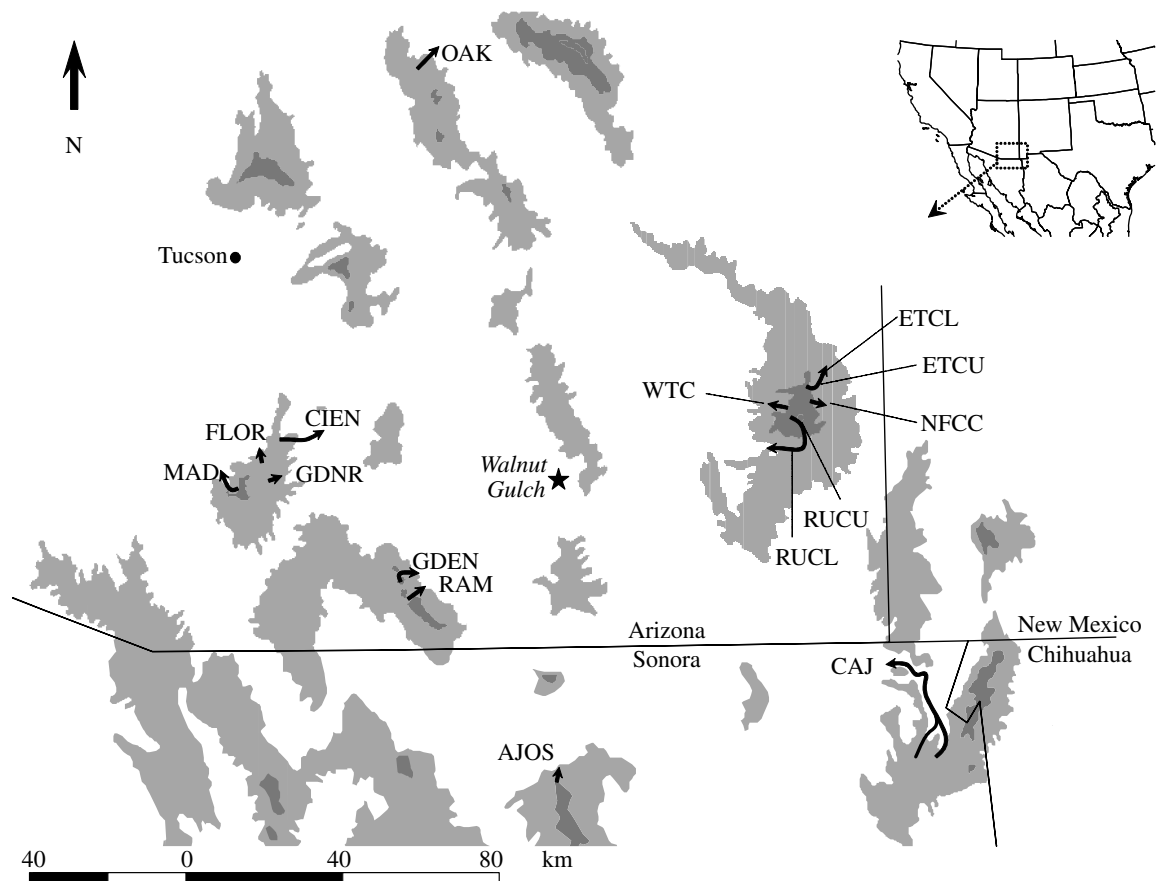 OAK
N
Tucson
ETCL
ETCU
WTC
NFCC
CIEN
FLOR
MAD
GDNR
Walnut
Gulch
RUCU
RUCL
GDEN
RAM
Arizona
New Mexico
Sonora
Chihuahua
CAJ
AJOS
40 0 40 80 km